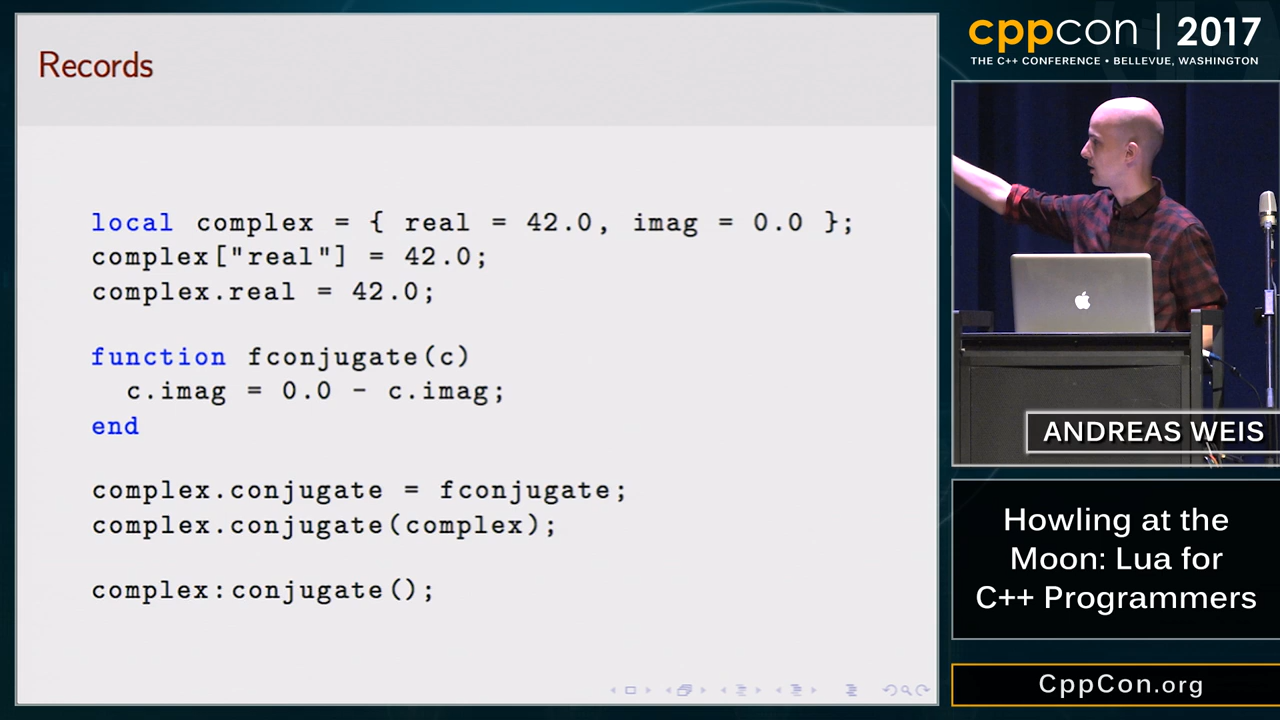 Records
local complex = { real = 42.0, imag = 0.0 };
complex["real"] = 42.0;
complex.real = 42.0;
function fconjugate(c)
c.imag = 0.0 - c.imag;
end
complex.conjugate = fconjugate;
complex.conjugate(complex);
complex:conjugate();
cppcon | 2017
THE C++ CONFERENCE • BELLEVUE, WASHINGTON
ANDREAS WEIS
Howling at the
Moon: Lua for
C++ Programmers
CppCon.org